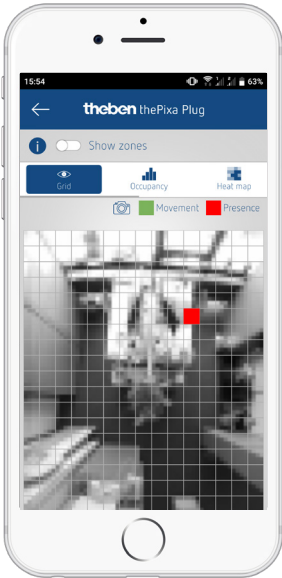 15:54
63%
theben thePixa Plug
i
Show zones
Grid
Occupancy
Heat map
Movement
Presence